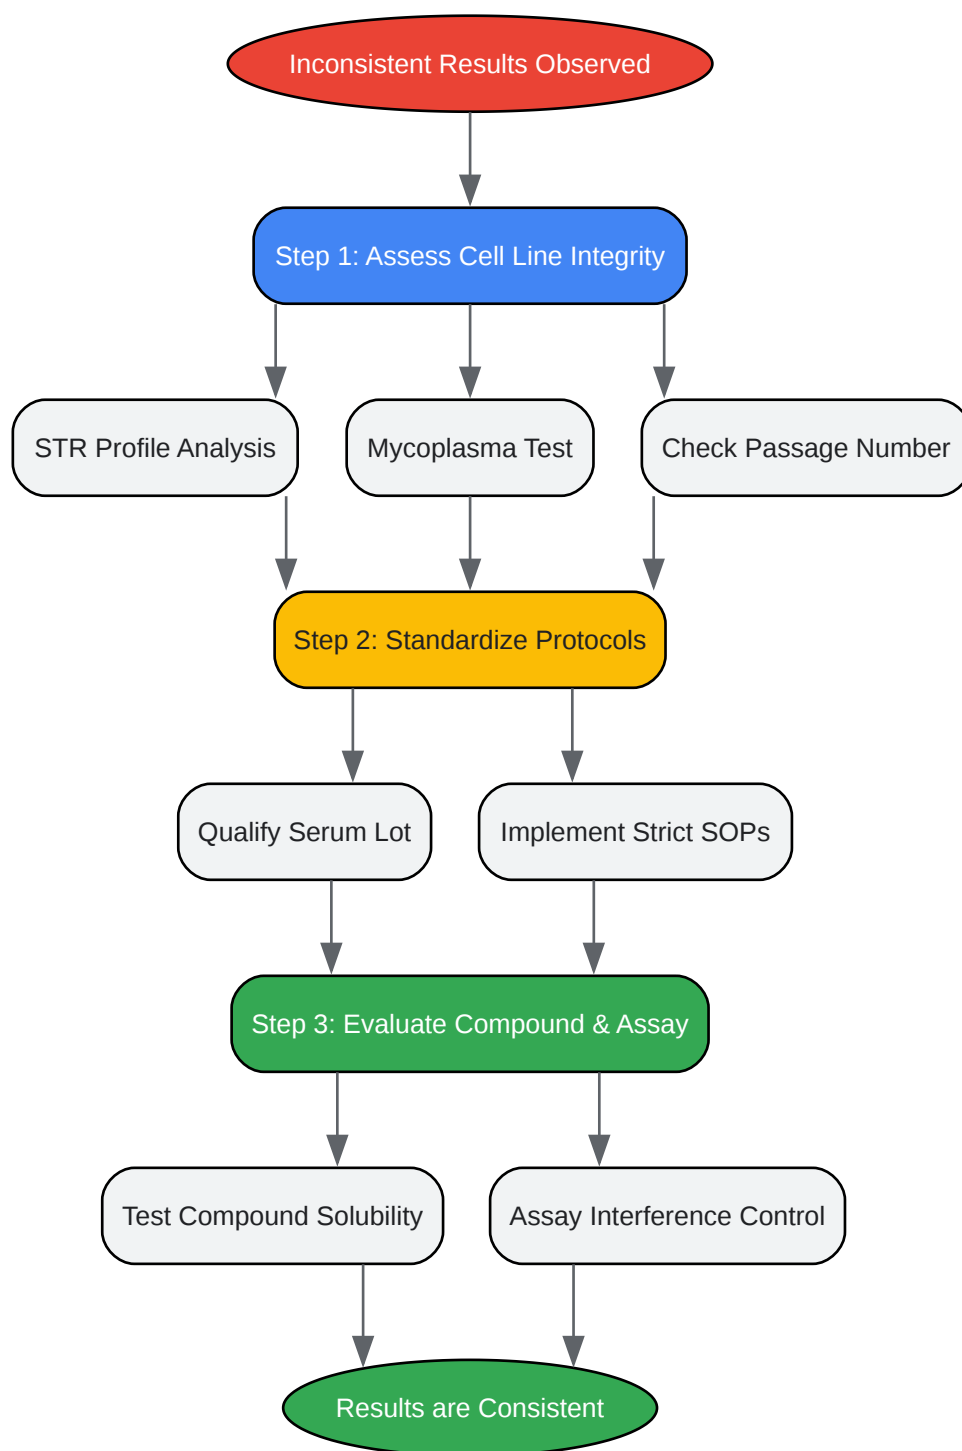 Inconsistent Results Observed
Step 1: Assess Cell Line Integrity
STR Profile Analysis
Mycoplasma Test
Check Passage Number
Step 2: Standardize Protocols
Qualify Serum Lot
Implement Strict SOPs
Step 3: Evaluate Compound & Assay
Test Compound Solubility
Assay Interference Control
Results are Consistent